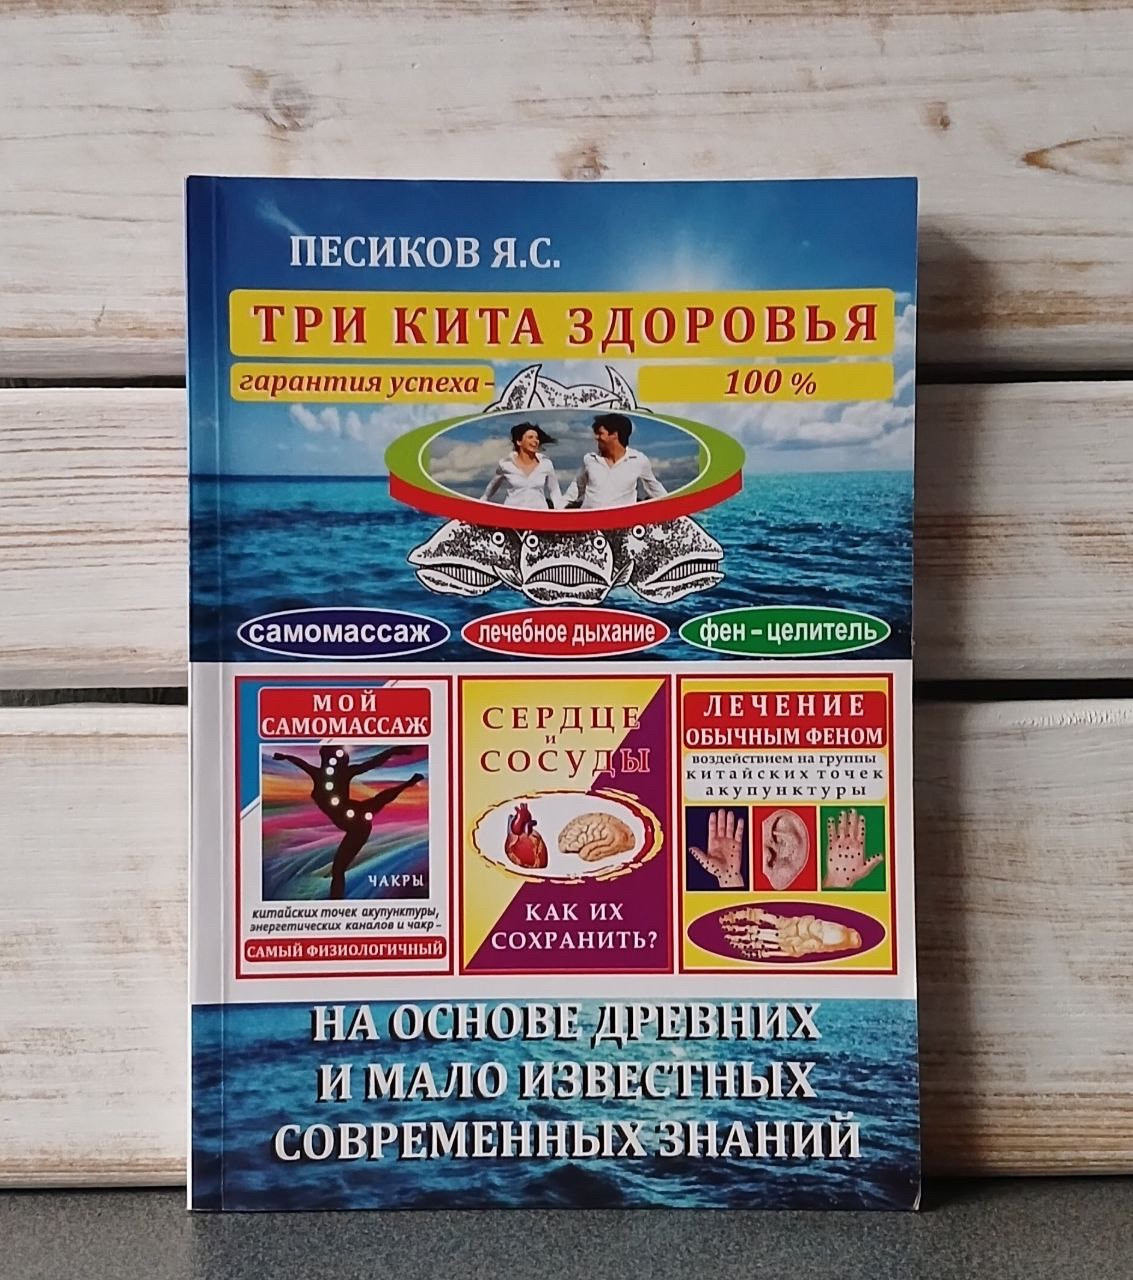 ПЕСИКОВ Я.С.
ТРИ КИТА ЗДОРОВЬЯ
гарантия успеха - 100 %
самомассаж
лечебное дыхание
фен – целитель
МОЙ
САМОМАССАЖ
ЧАКРЫ
китайских точек акупунктуры,
энергетических каналов и чакр –
САМЫЙ ФИЗИОЛОГИЧНЫЙ
СЕРДЦЕ
и
СОСУДЫ
КАК ИХ
СОХРАНИТЬ?
ЛЕЧЕНИЕ
ОБЫЧНЫМ ФЕНОМ
воздействием на группы
китайских точек
акупунктуры
НА ОСНОВЕ ДРЕВНИХ
И МАЛО ИЗВЕСТНЫХ
СОВРЕМЕННЫХ ЗНАНИЙ